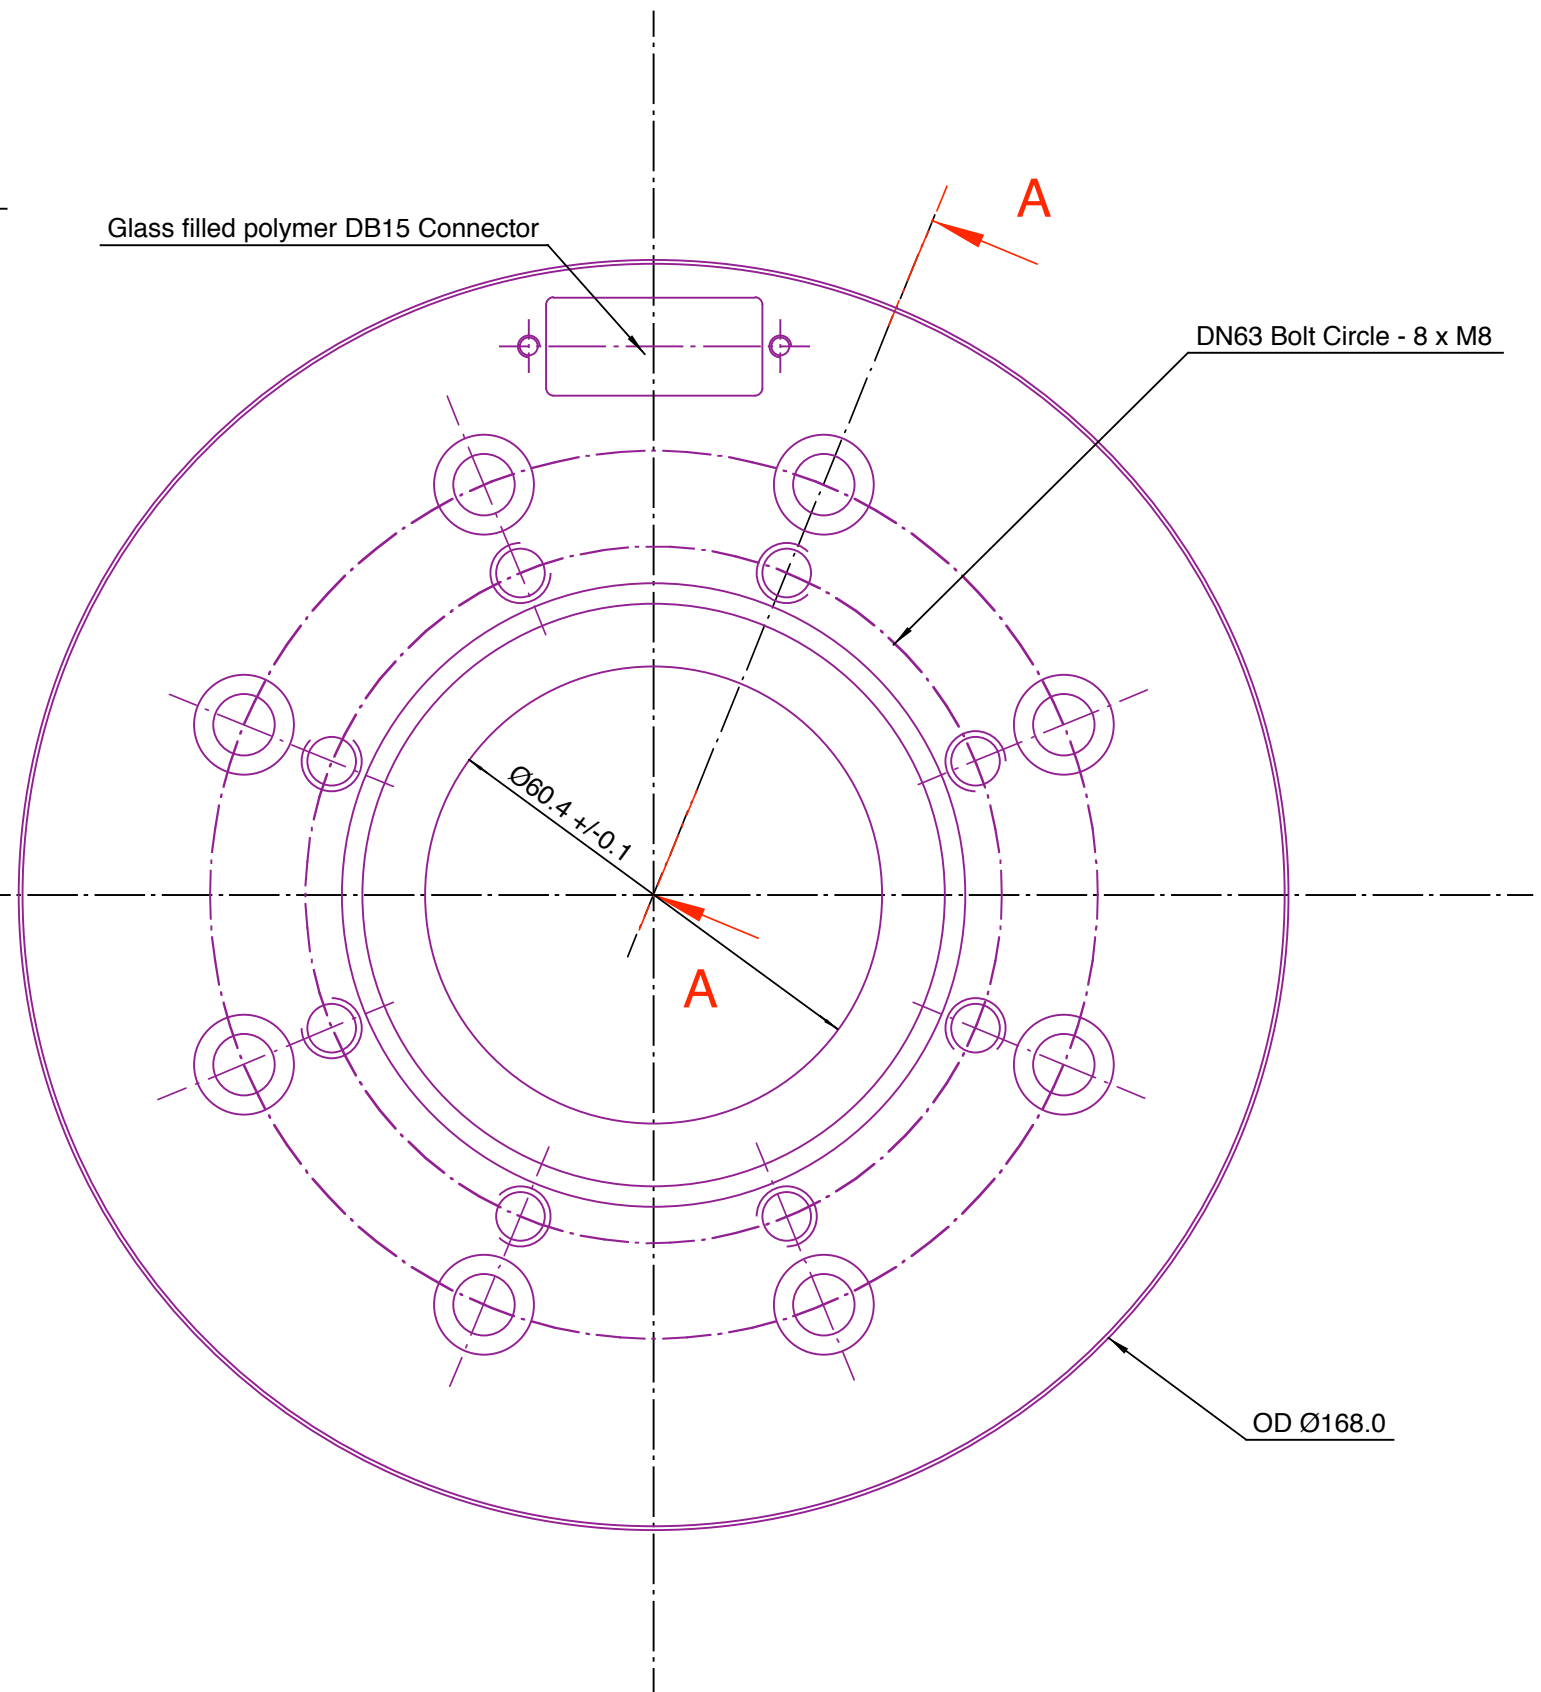 A
Glass filled polymer DB15 Connector
DN63 Bolt Circle - 8 x M8
Ø60.4 +/-0.1
A
OD Ø168.0